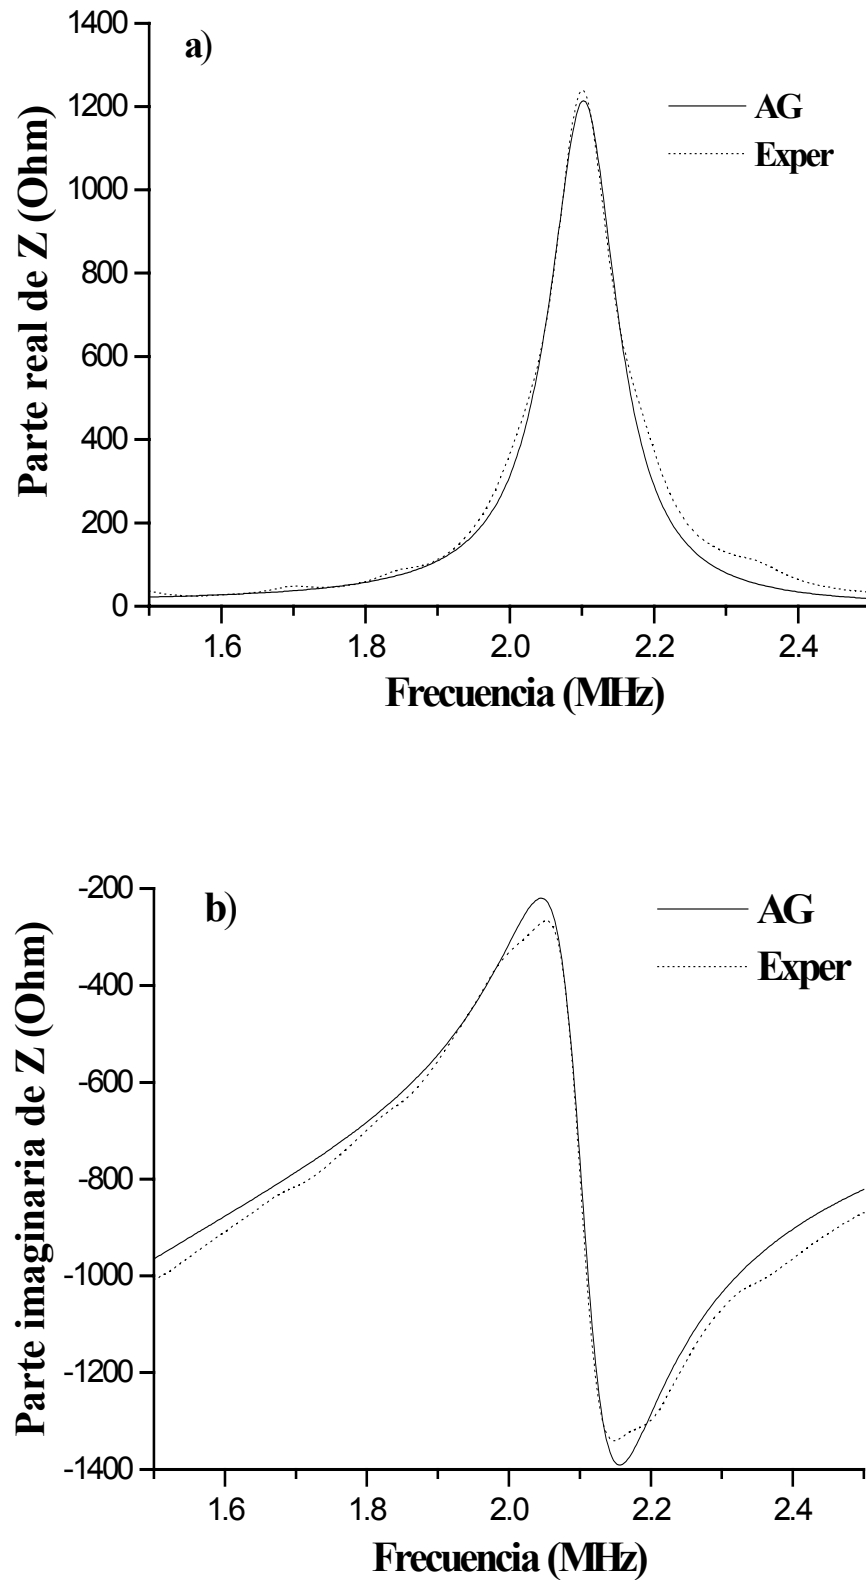 a)
1400
1200
1000
800
600
400
200
0
AG
Exper
1.6 1.8 2.0 2.2 2.4
Parte real de Z (Ohm)
Frecuencia (MHz)
b)
-200
-400
-600
-800
-1000
-1200
-1400
AG
Exper
1.6 1.8 2.0 2.2 2.4
Parte imaginaria de Z (Ohm)
Frecuencia (MHz)